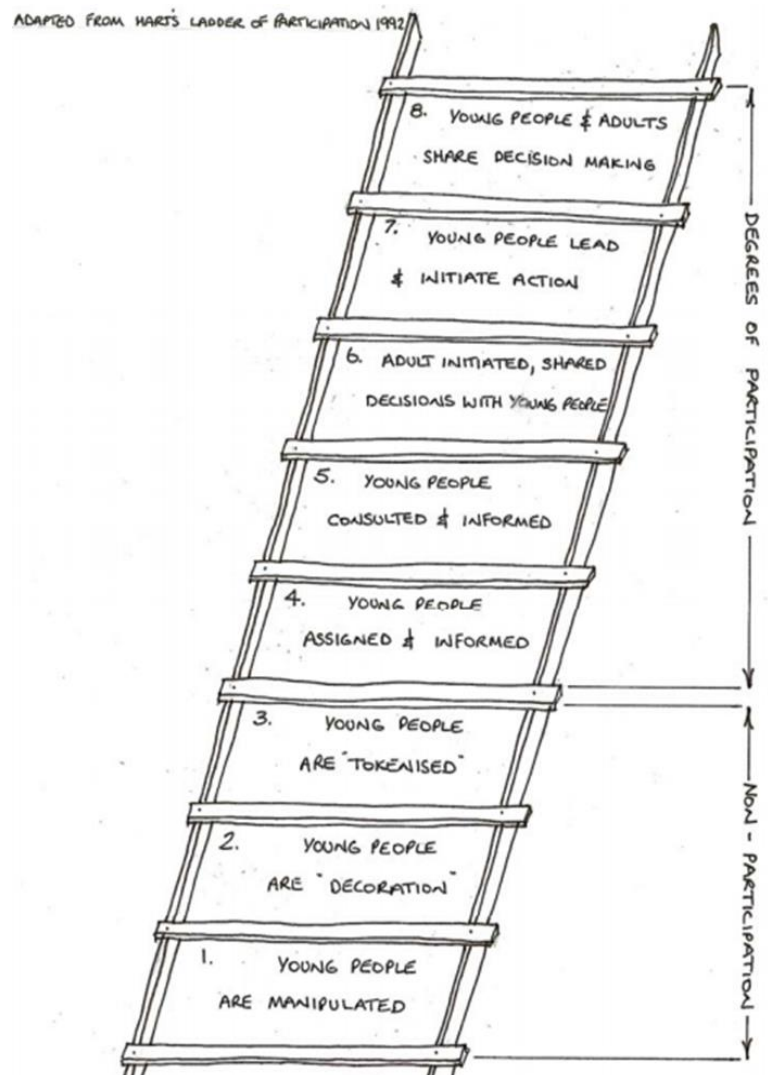 ADAPTED FROM HART'S LADDER OF PARTICIPATION 1992
8. YOUNG PEOPLE & ADULTS
SHARE DECISION MAKING
7. YOUNG PEOPLE LEAD
& INITIATE ACTION
6. ADULT INITIATED, SHARED
DECISIONS WITH YOUNG PEOPLE
5. YOUNG PEOPLE
CONSULTED & INFORMED
4. YOUNG PEOPLE
ASSIGNED & INFORMED
3. YOUNG PEOPLE
ARE "TOKENISED"
2. YOUNG PEOPLE
ARE "DECORATION"
1. YOUNG PEOPLE
ARE MANIPULATED
DEGREES OF PARTICIPATION
NON-PARTICIPATION